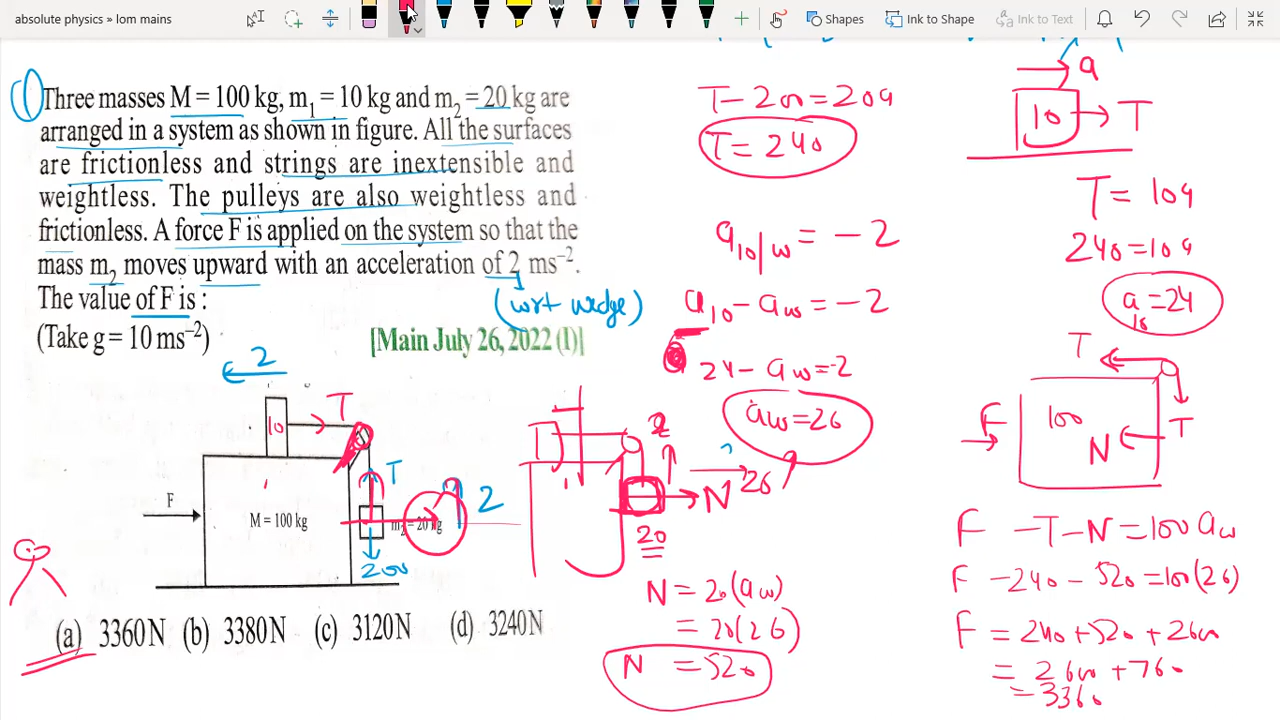 absolute physics » lom mains
Shapes
Ink to Shape
Ink to Text
1
Three masses M = 100 kg, m₁ = 10 kg and m₂ = 20 kg are
arranged in a system as shown in figure. All the surfaces
are frictionless and strings are inextensible and
weightless. The pulleys are also weightless and
frictionless. A force F is applied on the system so that the
mass m₂ moves upward with an acceleration of 2 ms⁻².
The value of F is :
(wrt wedge)
(Take g = 10 ms⁻²)
[Main July 26, 2022 (I)]
2
10
T
T
F
M = 100 kg
m₂ = 20 kg
2
200
(a) 3360N (b) 3380N (c) 3120N (d) 3240N
T - 200 = 20a
T = 240
a10/w = -2
a10 - aw = -2
24 - aw = -2
aw = 26
2
N
26
20
N = 20(aw)
= 20(26)
N = 520
a
10
T
T = 10a
240 = 10a
a10 = 24
T
F
100
N
T
F - T - N = 100aw
F - 240 - 520 = 100(26)
F = 240 + 520 + 2600
= 2600 + 760
= 3360